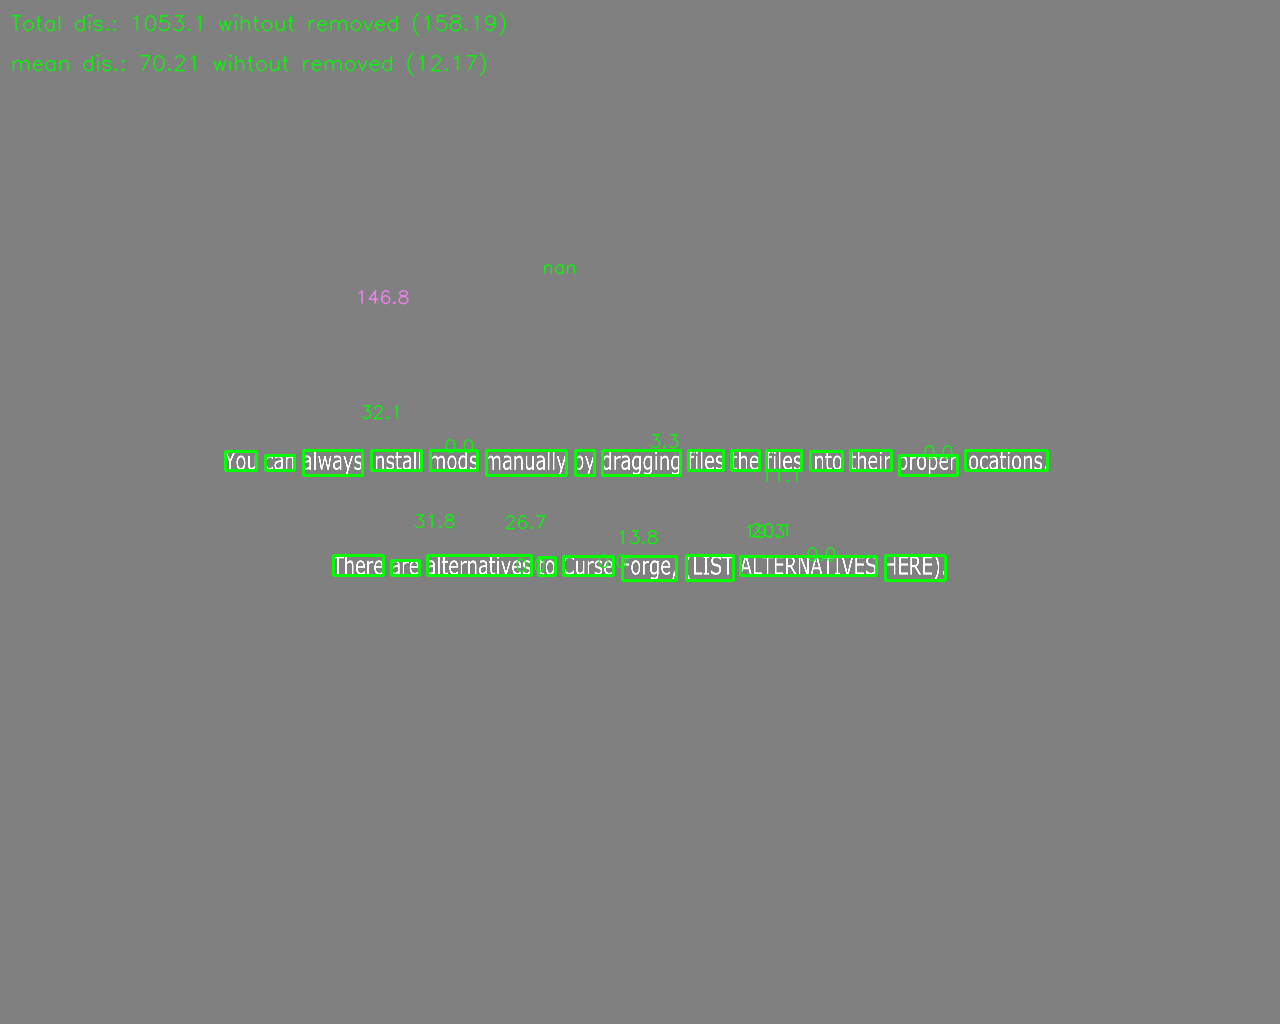 Total dis.: 1053.1 wihtout removed (158.19)
mean dis.: 70.21 wihtout removed (12.17)
nan
146.8
32.1
0.0 3.3 0.0
You can always install mods manually by dragging files the files into their proper locations.
11.1
31.8 26.7 13.8
0.0
There are alternatives to Curse Forge, (LIST ALTERNATIVES HERE).